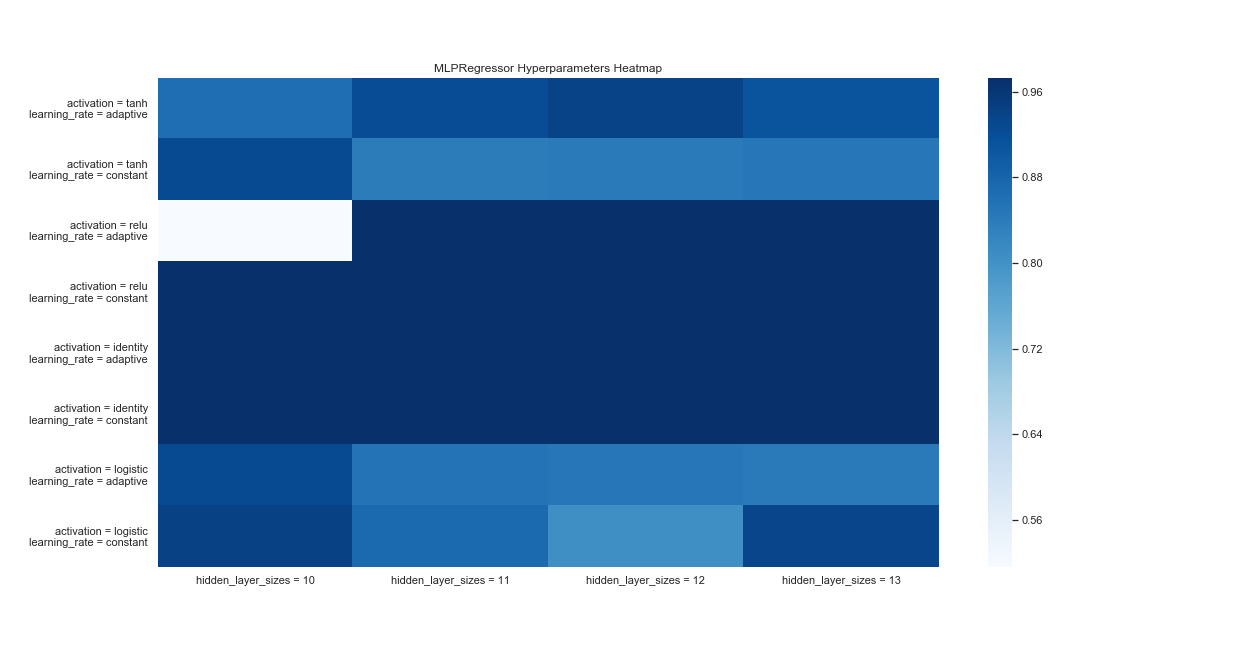 MLPRegressor Hyperparameters Heatmap
activation = tanh
learning_rate = adaptive
activation = tanh
learning_rate = constant
activation = relu
learning_rate = adaptive
activation = relu
learning_rate = constant
activation = identity
learning_rate = adaptive
activation = identity
learning_rate = constant
activation = logistic
learning_rate = adaptive
activation = logistic
learning_rate = constant
hidden_layer_sizes = 10
hidden_layer_sizes = 11
hidden_layer_sizes = 12
hidden_layer_sizes = 13
0.96
0.88
0.80
0.72
0.64
0.56